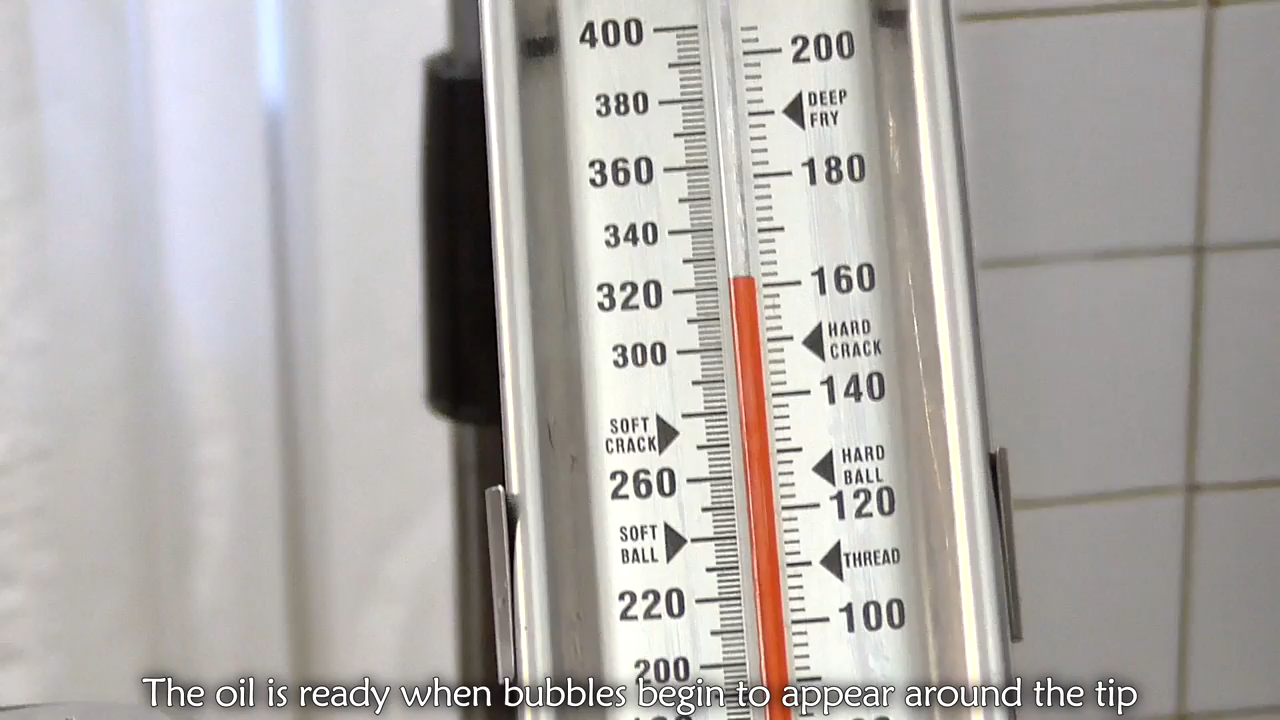 400
200
380
DEEP
FRY
360
180
340
320
160
HARD
CRACK
300
140
SOFT
CRACK
HARD
BALL
260
120
SOFT
BALL
THREAD
220
100
200
The oil is ready when bubbles begin to appear around the tip